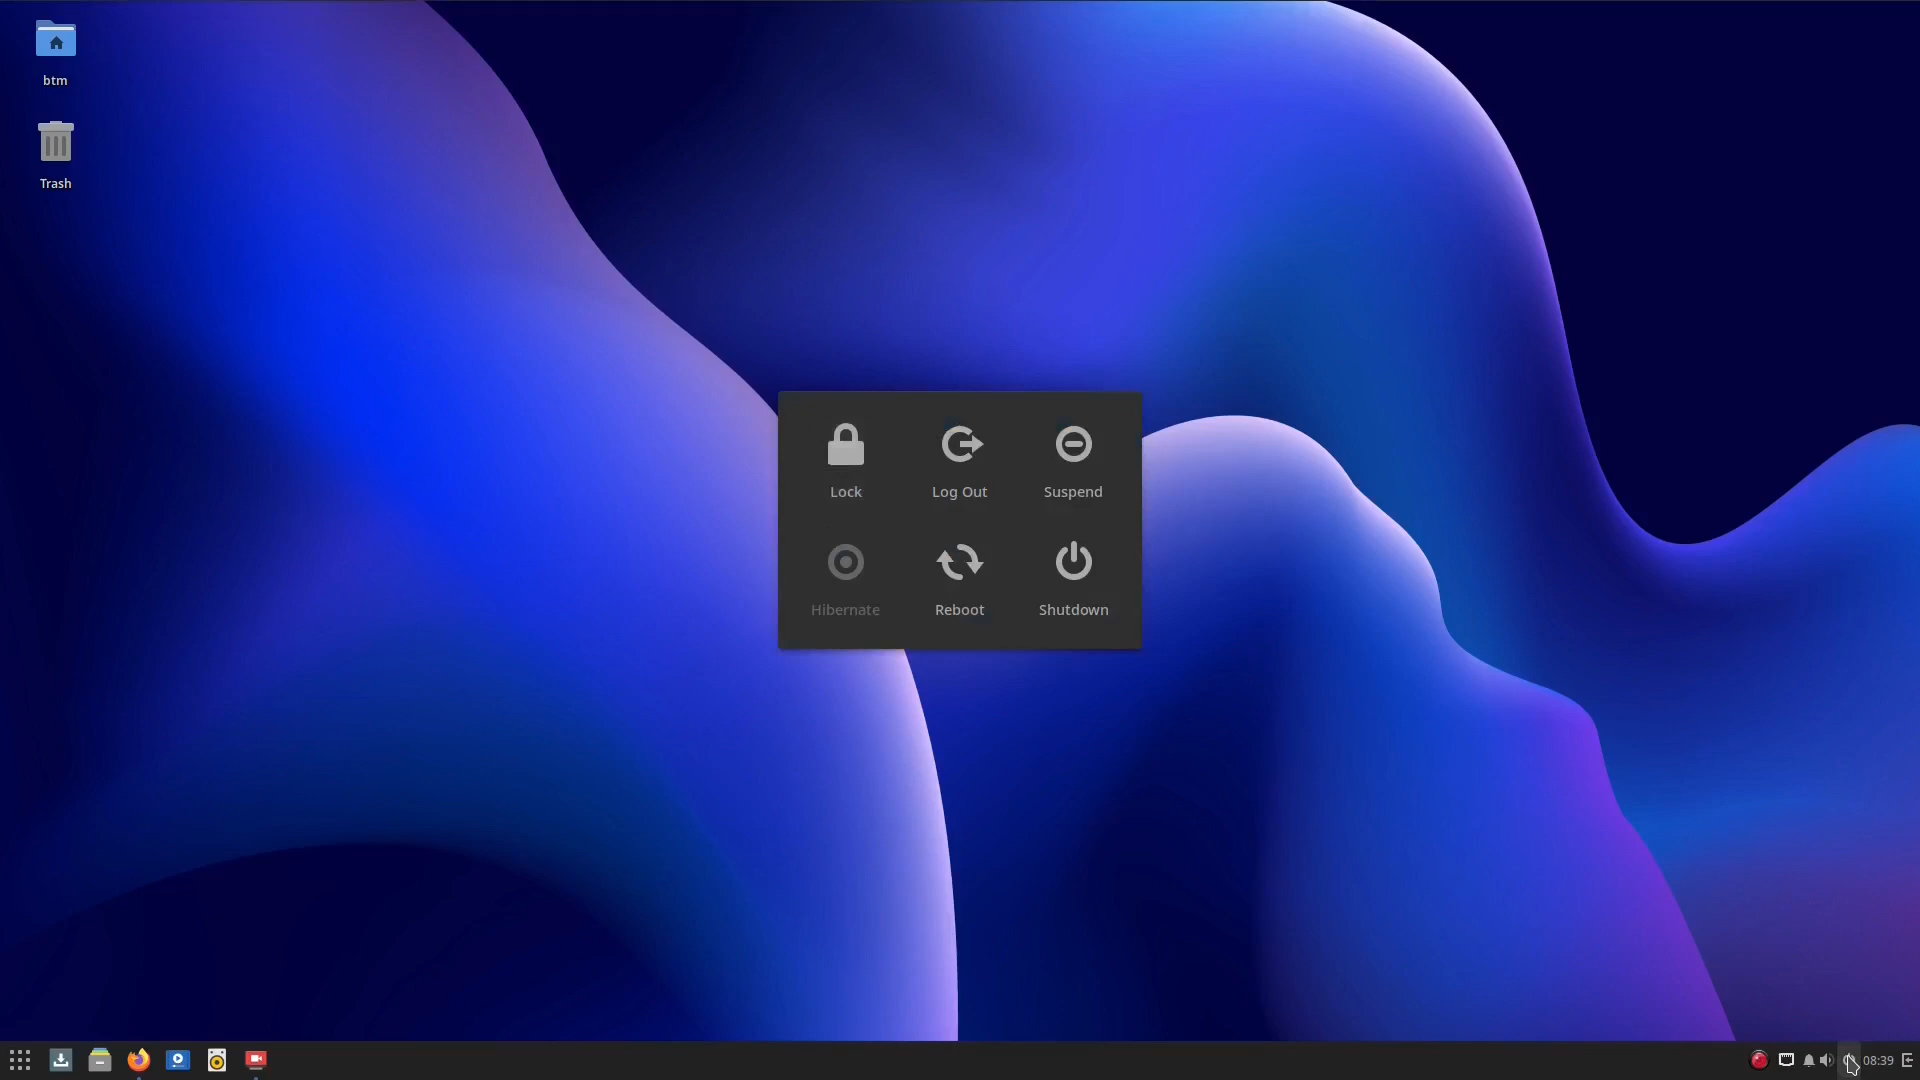 btm
Trash
Lock
Log Out
Suspend
Hibernate
Reboot
Shutdown
08:39